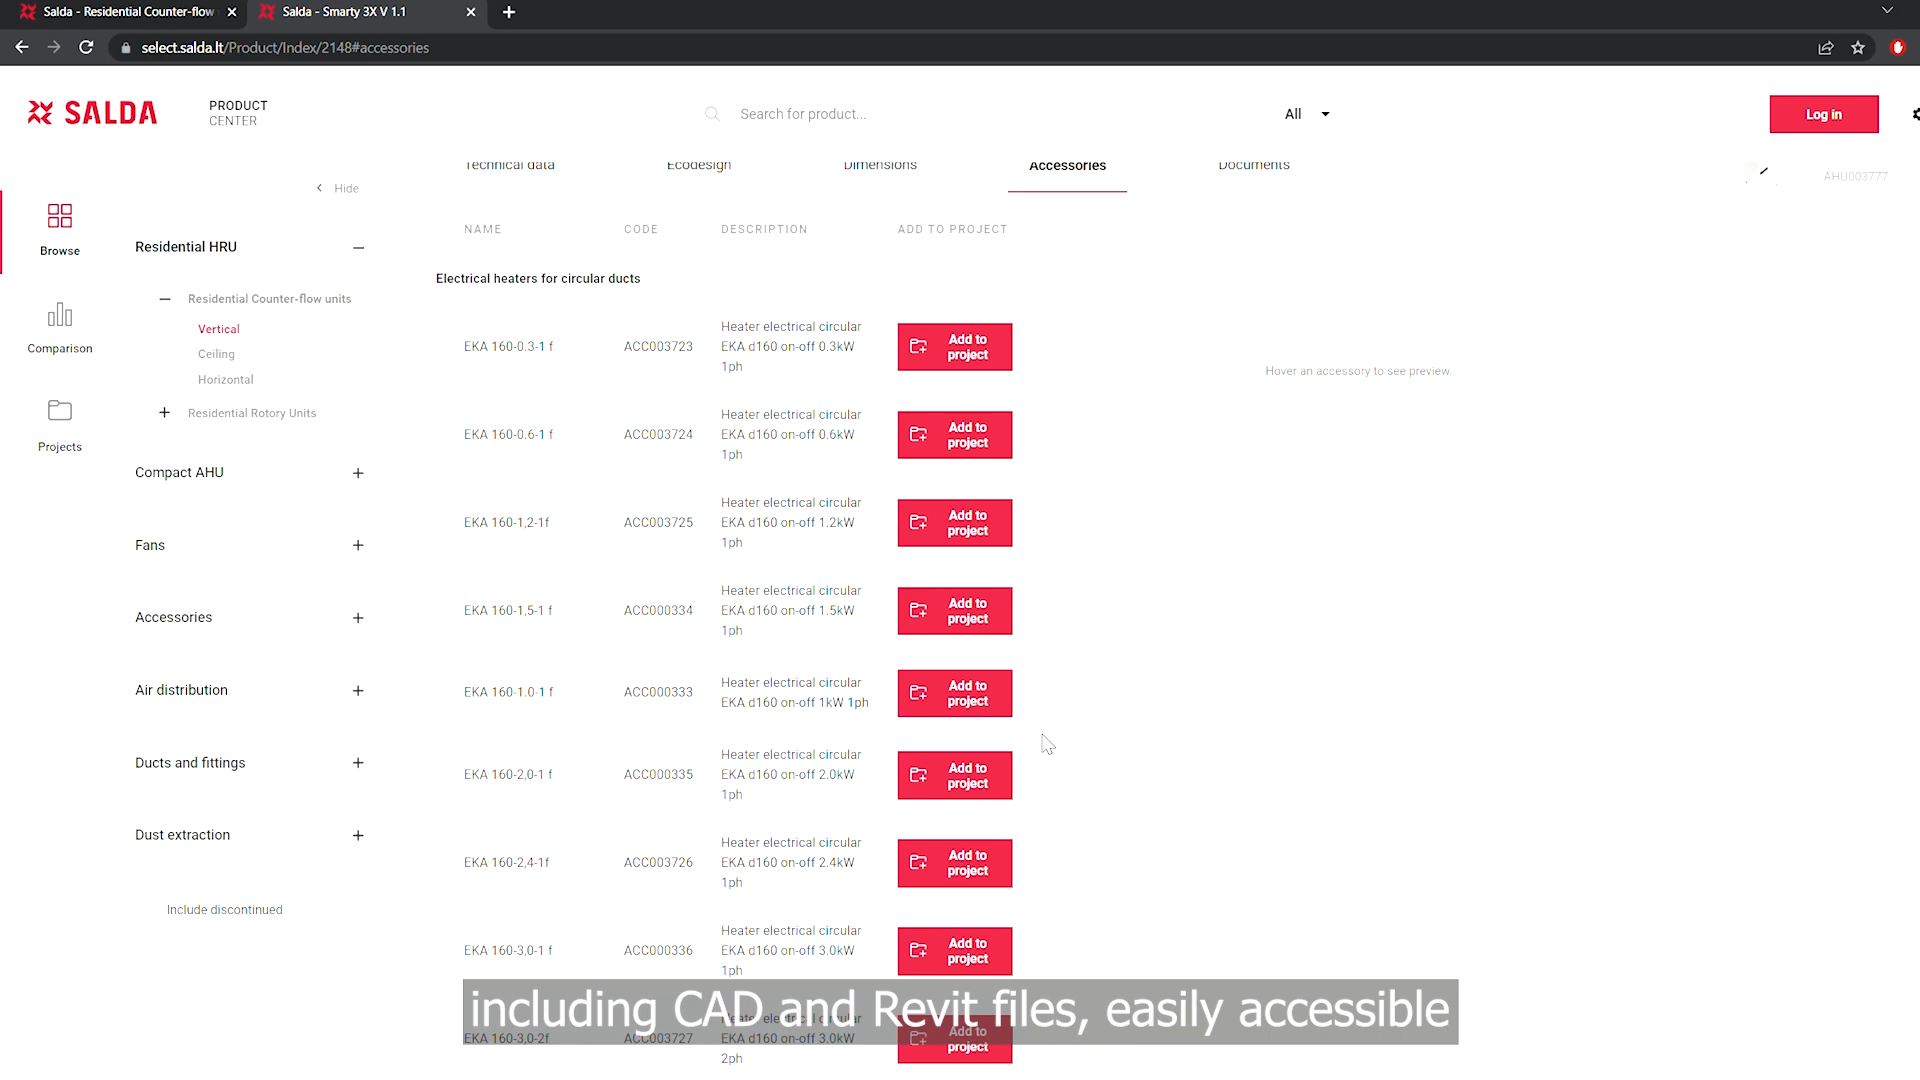 Salda - Residential Counter-flow
Salda - Smarty 3X V 1.1
select.salda.lt/Product/Index/2148#accessories
SALDA
PRODUCT
CENTER
Search for product...
All
Log in
Technical data
Ecodesign
Dimensions
Accessories
Documents
AHU003777
Hide
Browse
Comparison
Projects
Residential HRU
Residential Counter-flow units
Vertical
Ceiling
Horizontal
Residential Rotory Units
Compact AHU
Fans
Accessories
Air distribution
Ducts and fittings
Dust extraction
Include discontinued
NAME CODE DESCRIPTION ADD TO PROJECT
Electrical heaters for circular ducts
EKA 160-0.3-1 f
ACC003723
Heater electrical circular
EKA d160 on-off 0.3kW
1ph
Add to
project
EKA 160-0.6-1 f
ACC003724
Heater electrical circular
EKA d160 on-off 0.6kW
1ph
Add to
project
EKA 160-1,2-1f
ACC003725
Heater electrical circular
EKA d160 on-off 1.2kW
1ph
Add to
project
EKA 160-1,5-1 f
ACC000334
Heater electrical circular
EKA d160 on-off 1.5kW
1ph
Add to
project
EKA 160-1.0-1 f
ACC000333
Heater electrical circular
EKA d160 on-off 1kW 1ph
Add to
project
EKA 160-2,0-1 f
ACC000335
Heater electrical circular
EKA d160 on-off 2.0kW
1ph
Add to
project
EKA 160-2,4-1f
ACC003726
Heater electrical circular
EKA d160 on-off 2.4kW
1ph
Add to
project
EKA 160-3,0-1 f
ACC000336
Heater electrical circular
EKA d160 on-off 3.0kW
1ph
Add to
project
EKA 160-3,0-2f
ACC003727
Heater electrical circular
EKA d160 on-off 3.0kW
2ph
Add to
project
Hover an accessory to see preview
including CAD and Revit files, easily accessible